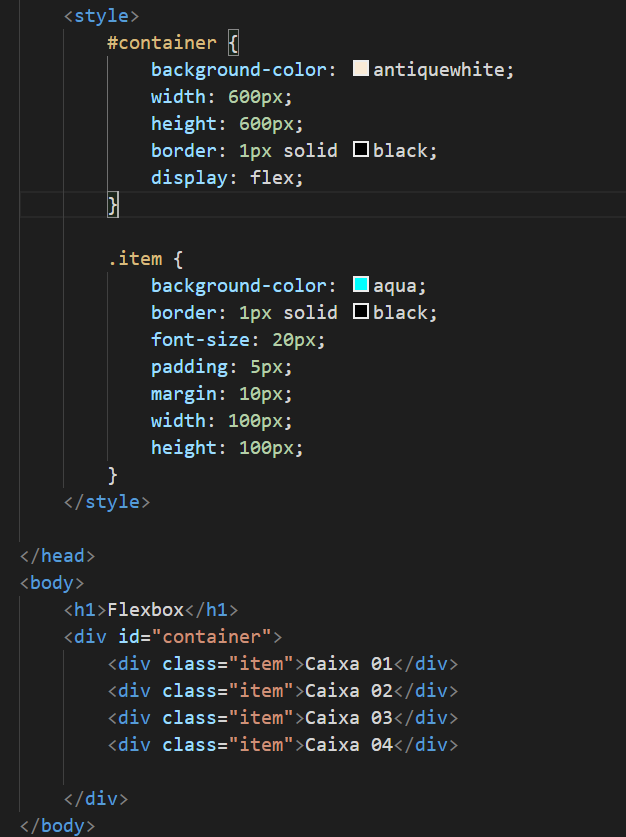 <style>
#container {
background-color: antiquewhite;
width: 600px;
height: 600px;
border: 1px solid black;
display: flex;
}
.item {
background-color: aqua;
border: 1px solid black;
font-size: 20px;
padding: 5px;
margin: 10px;
width: 100px;
height: 100px;
}
</style>
</head>
<body>
<h1>Flexbox</h1>
<div id="container">
<div class="item">Caixa 01</div>
<div class="item">Caixa 02</div>
<div class="item">Caixa 03</div>
<div class="item">Caixa 04</div>
</div>
</body>